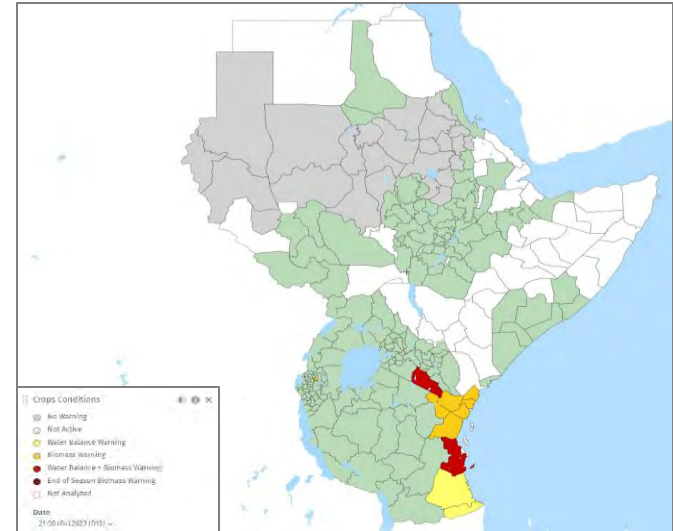 Crops Conditions
No Warning
Not Active
Water Balance Warning
Biomass Warning
Water Balance + Biomass Warning
End of Season Biomass Warning
Not Analyzed
Date